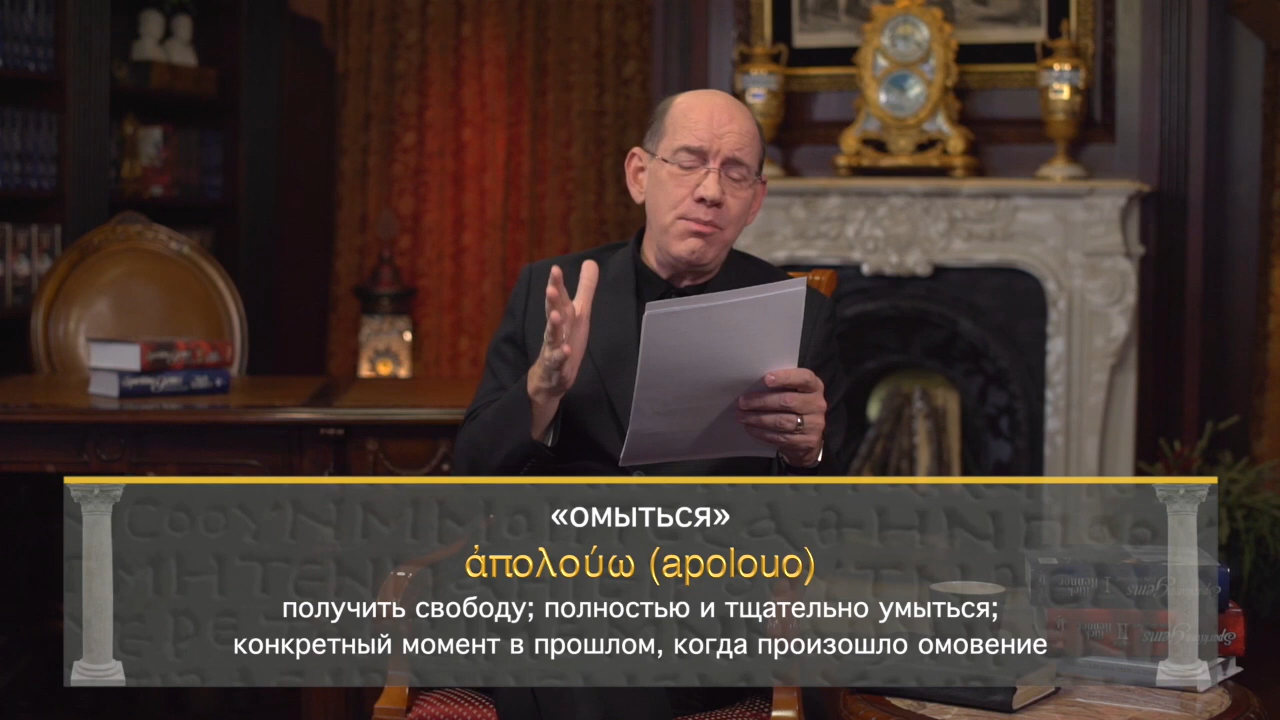 «омыться»
ἀπολούω (apolouo)
получить свободу; полностью и тщательно умыться;
конкретный момент в прошлом, когда произошло омовение